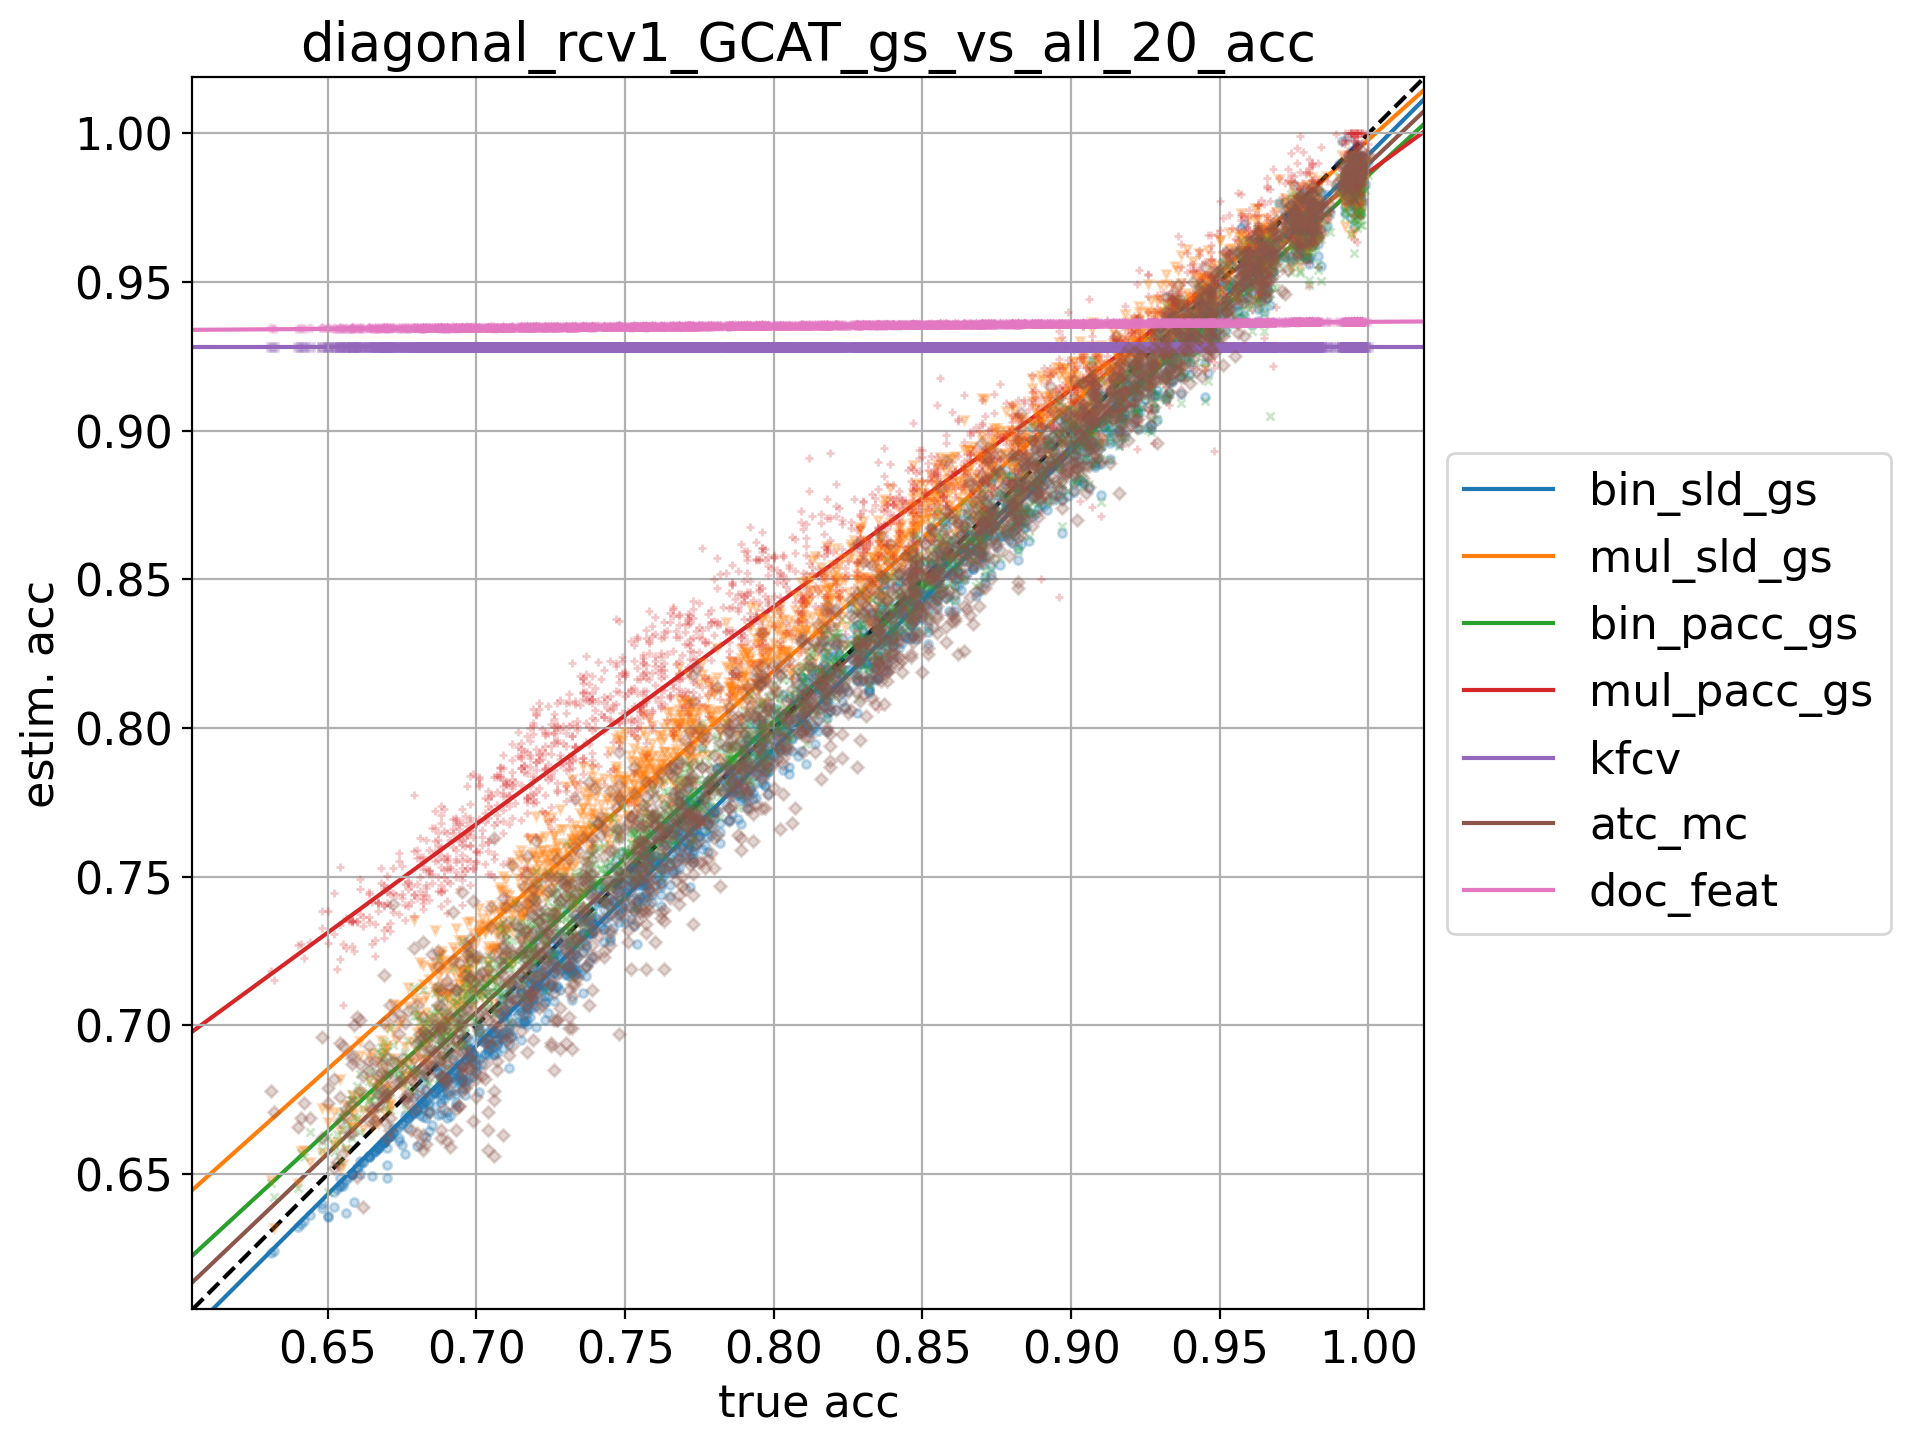 diagonal_rcv1_GCAT_gs_vs_all_20_acc
1.00
0.95
0.90
0.85
0.80
0.75
0.70
0.65
estim. acc
0.65 0.70 0.75 0.80 0.85 0.90 0.95 1.00
true acc
bin_sld_gs
mul_sld_gs
bin_pacc_gs
mul_pacc_gs
kfcv
atc_mc
doc_feat